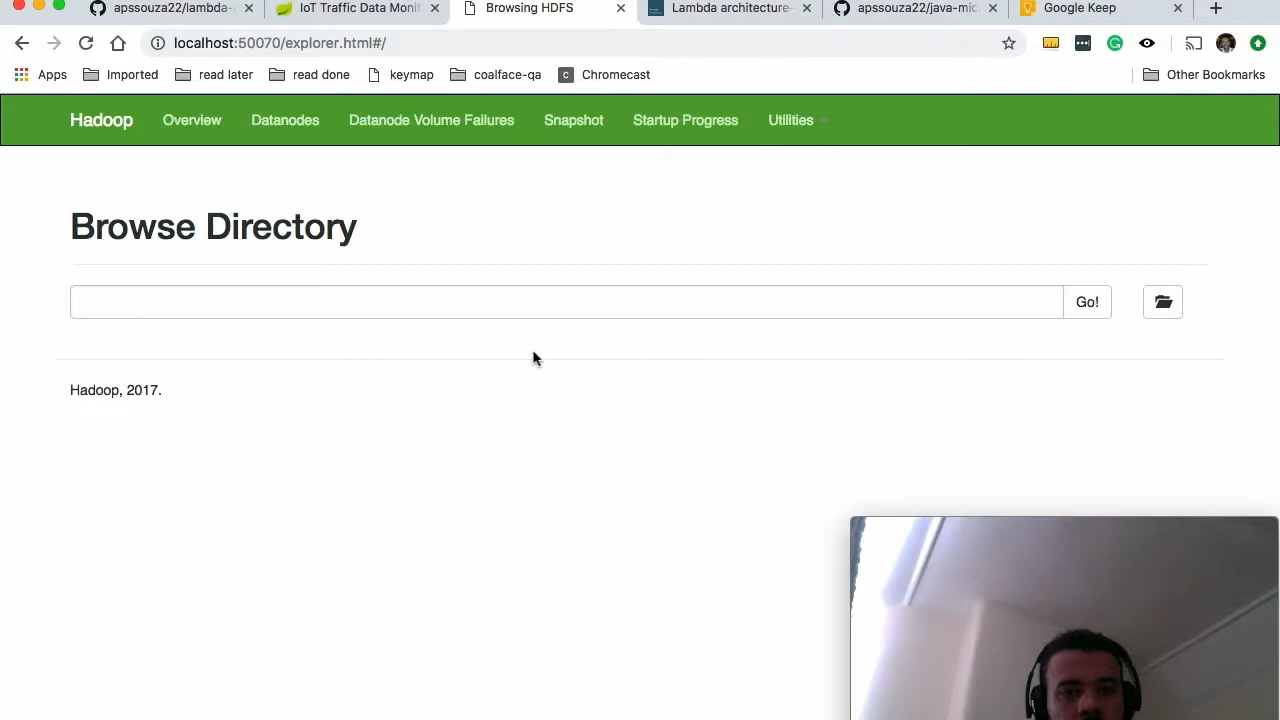 apssouza22/lambda-
IoT Traffic Data Monit
Browsing HDFS
Lambda architecture-
apssouza22/java-mic
Google Keep
localhost:50070/explorer.html#/
Apps
Imported
read later
read done
keymap
coalface-qa
C
Chromecast
Other Bookmarks
Hadoop
Overview
Datanodes
Datanode Volume Failures
Snapshot
Startup Progress
Utilities
Browse Directory
Go!
Hadoop, 2017.